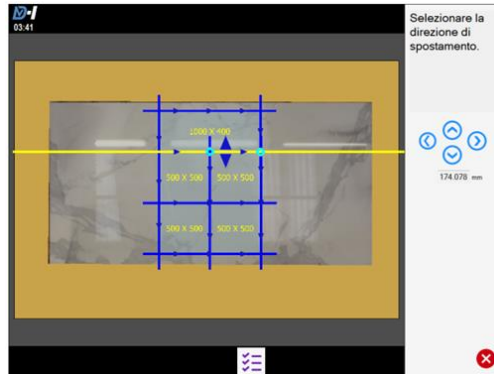 03:41
Selezionare la
direzione di
spostamento.
1000 X 400
500 X 500
500 X 500
500 X 500
500 X 500
174.078 mm